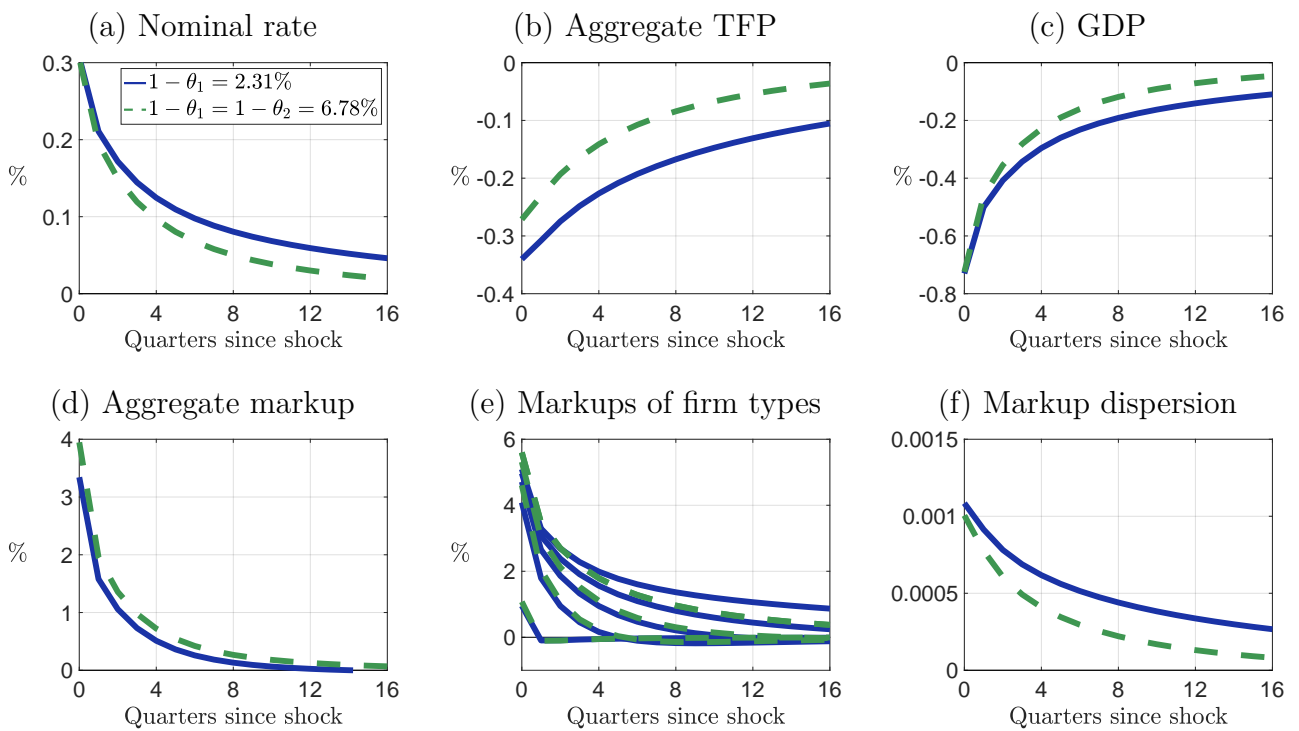 (a) Nominal rate
0.3
0.2
0.1
0
%
1 − θ₁ = 2.31%
1 − θ₁ = 1 − θ₂ = 6.78%
0 4 8 12 16
Quarters since shock
(b) Aggregate TFP
0
-0.1
-0.2
-0.3
-0.4
%
0 4 8 12 16
Quarters since shock
(c) GDP
0
-0.2
-0.4
-0.6
-0.8
%
0 4 8 12 16
Quarters since shock
(d) Aggregate markup
4
3
2
1
0
%
0 4 8 12 16
Quarters since shock
(e) Markups of firm types
6
4
2
0
%
0 4 8 12 16
Quarters since shock
(f) Markup dispersion
0.0015
0.001
0.0005
0
0 4 8 12 16
Quarters since shock